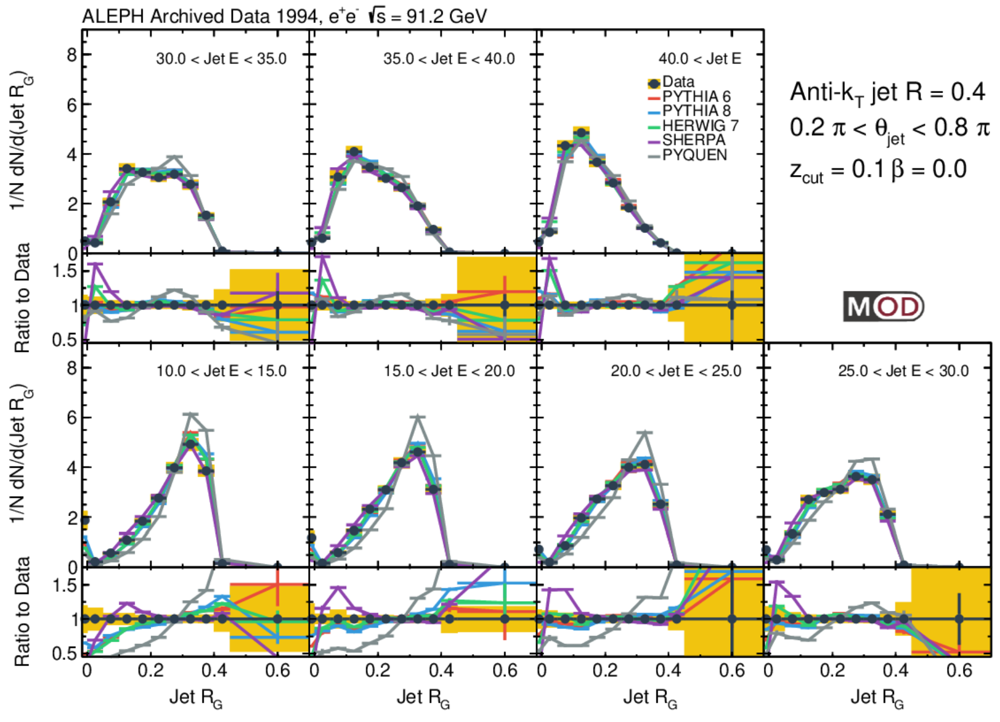 ALEPH Archived Data 1994, e⁺e⁻ √s = 91.2 GeV
1/N dN/d(Jet R_G)
8
6
4
2
0
30.0 < Jet E < 35.0
35.0 < Jet E < 40.0
40.0 < Jet E
Data
PYTHIA 6
PYTHIA 8
HERWIG 7
SHERPA
PYQUEN
Anti-k_T jet R = 0.4
0.2 π < θ_jet < 0.8 π
z_cut = 0.1 β = 0.0
Ratio to Data
1.5
1
0.5
MOD
1/N dN/d(Jet R_G)
8
6
4
2
0
10.0 < Jet E < 15.0
15.0 < Jet E < 20.0
20.0 < Jet E < 25.0
25.0 < Jet E < 30.0
Ratio to Data
1.5
1
0.5
0 0.2 0.4 0.6
0 0.2 0.4 0.6
0 0.2 0.4 0.6
0 0.2 0.4 0.6
Jet R_G
Jet R_G
Jet R_G
Jet R_G